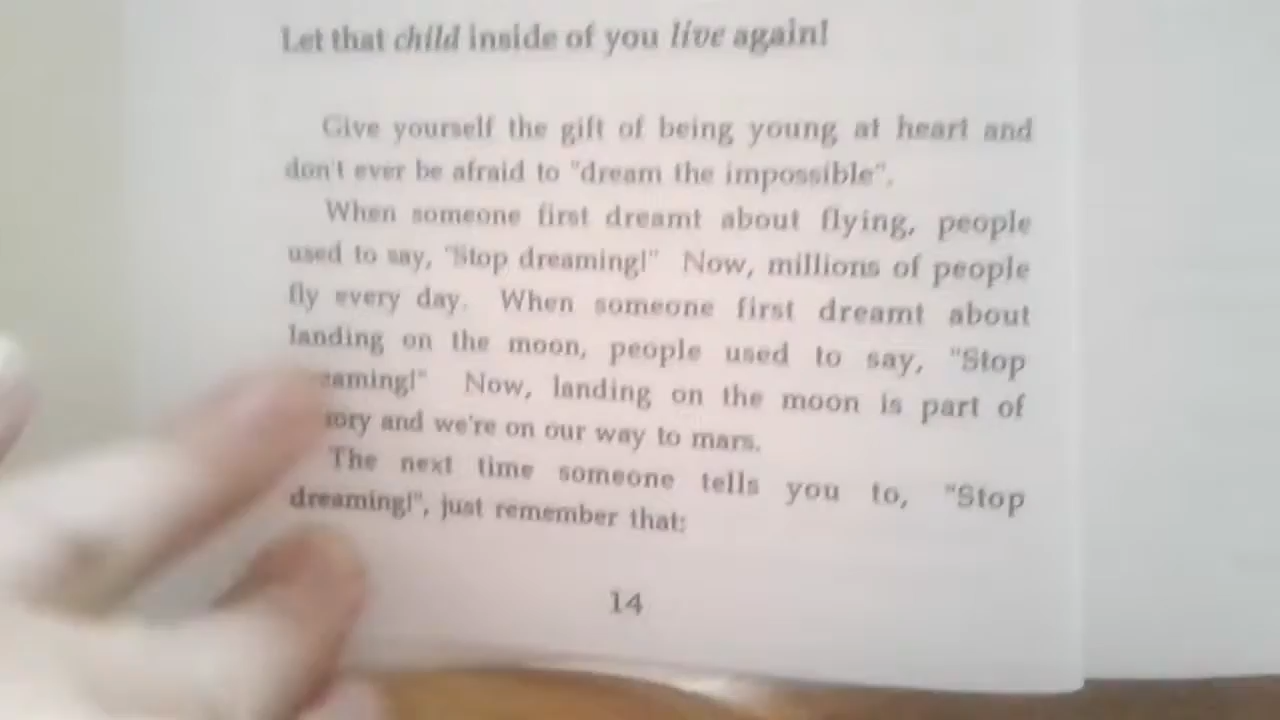 Let that child inside of you live again!
Give yourself the gift of being young at heart and
don't ever be afraid to "dream the impossible".
When someone first dreamt about flying, people
used to say, "Stop dreaming!" Now, millions of people
fly every day. When someone first dreamt about
landing on the moon, people used to say, "Stop
eaming!" Now, landing on the moon is part of
tory and we're on our way to mars.
The next time someone tells you to, "Stop
dreaming!", just remember that:
14